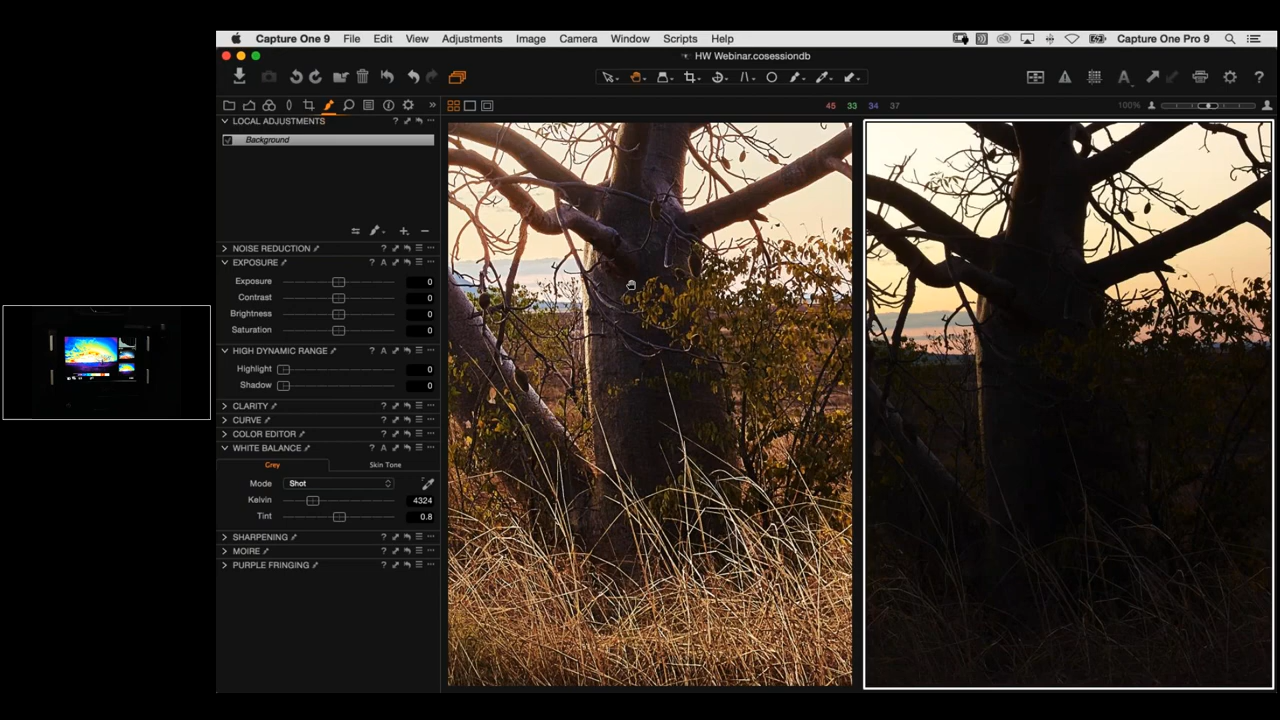 Capture One 9 File Edit View Adjustments Image Camera Window Scripts Help Capture One Pro 9
HW Webinar.cosessiondb
45 33 34 37 100%
LOCAL ADJUSTMENTS ?
Background
NOISE REDUCTION ?
EXPOSURE ? A
Exposure 0
Contrast 0
Brightness 0
Saturation 0
HIGH DYNAMIC RANGE ? A
Highlight 0
Shadow 0
CLARITY ?
CURVE ?
COLOR EDITOR ?
WHITE BALANCE ? A
Grey Skin Tone
Mode Shot
Kelvin 4324
Tint 0.8
SHARPENING ?
MOIRE ?
PURPLE FRINGING ?